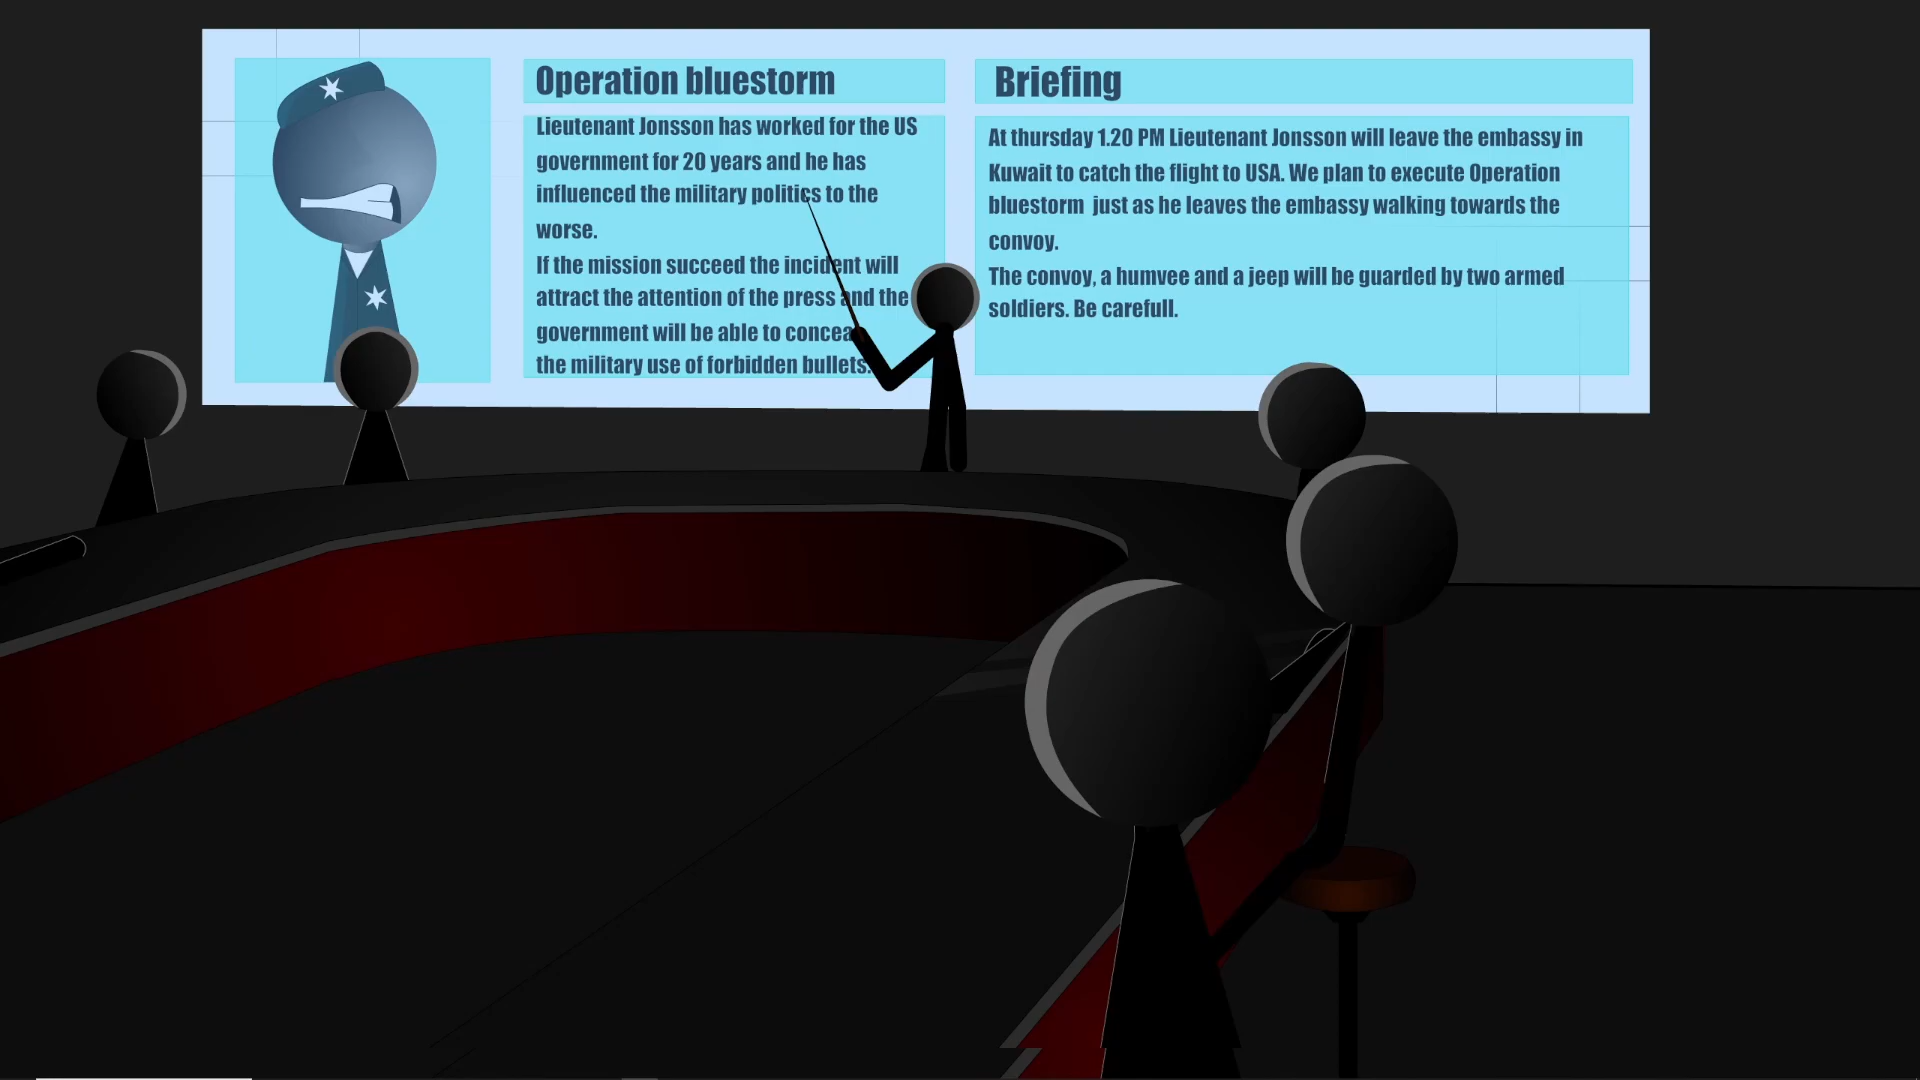 Operation bluestorm
Lieutenant Jonsson has worked for the US
government for 20 years and he has
influenced the military politics to the
worse.
If the mission succeed the incident will
attract the attention of the press and the
government will be able to concea
the military use of forbidden bullets.
Briefing
At thursday 1.20 PM Lieutenant Jonsson will leave the embassy in
Kuwait to catch the flight to USA. We plan to execute Operation
bluestorm just as he leaves the embassy walking towards the
convoy.
The convoy, a humvee and a jeep will be guarded by two armed
soldiers. Be carefull.